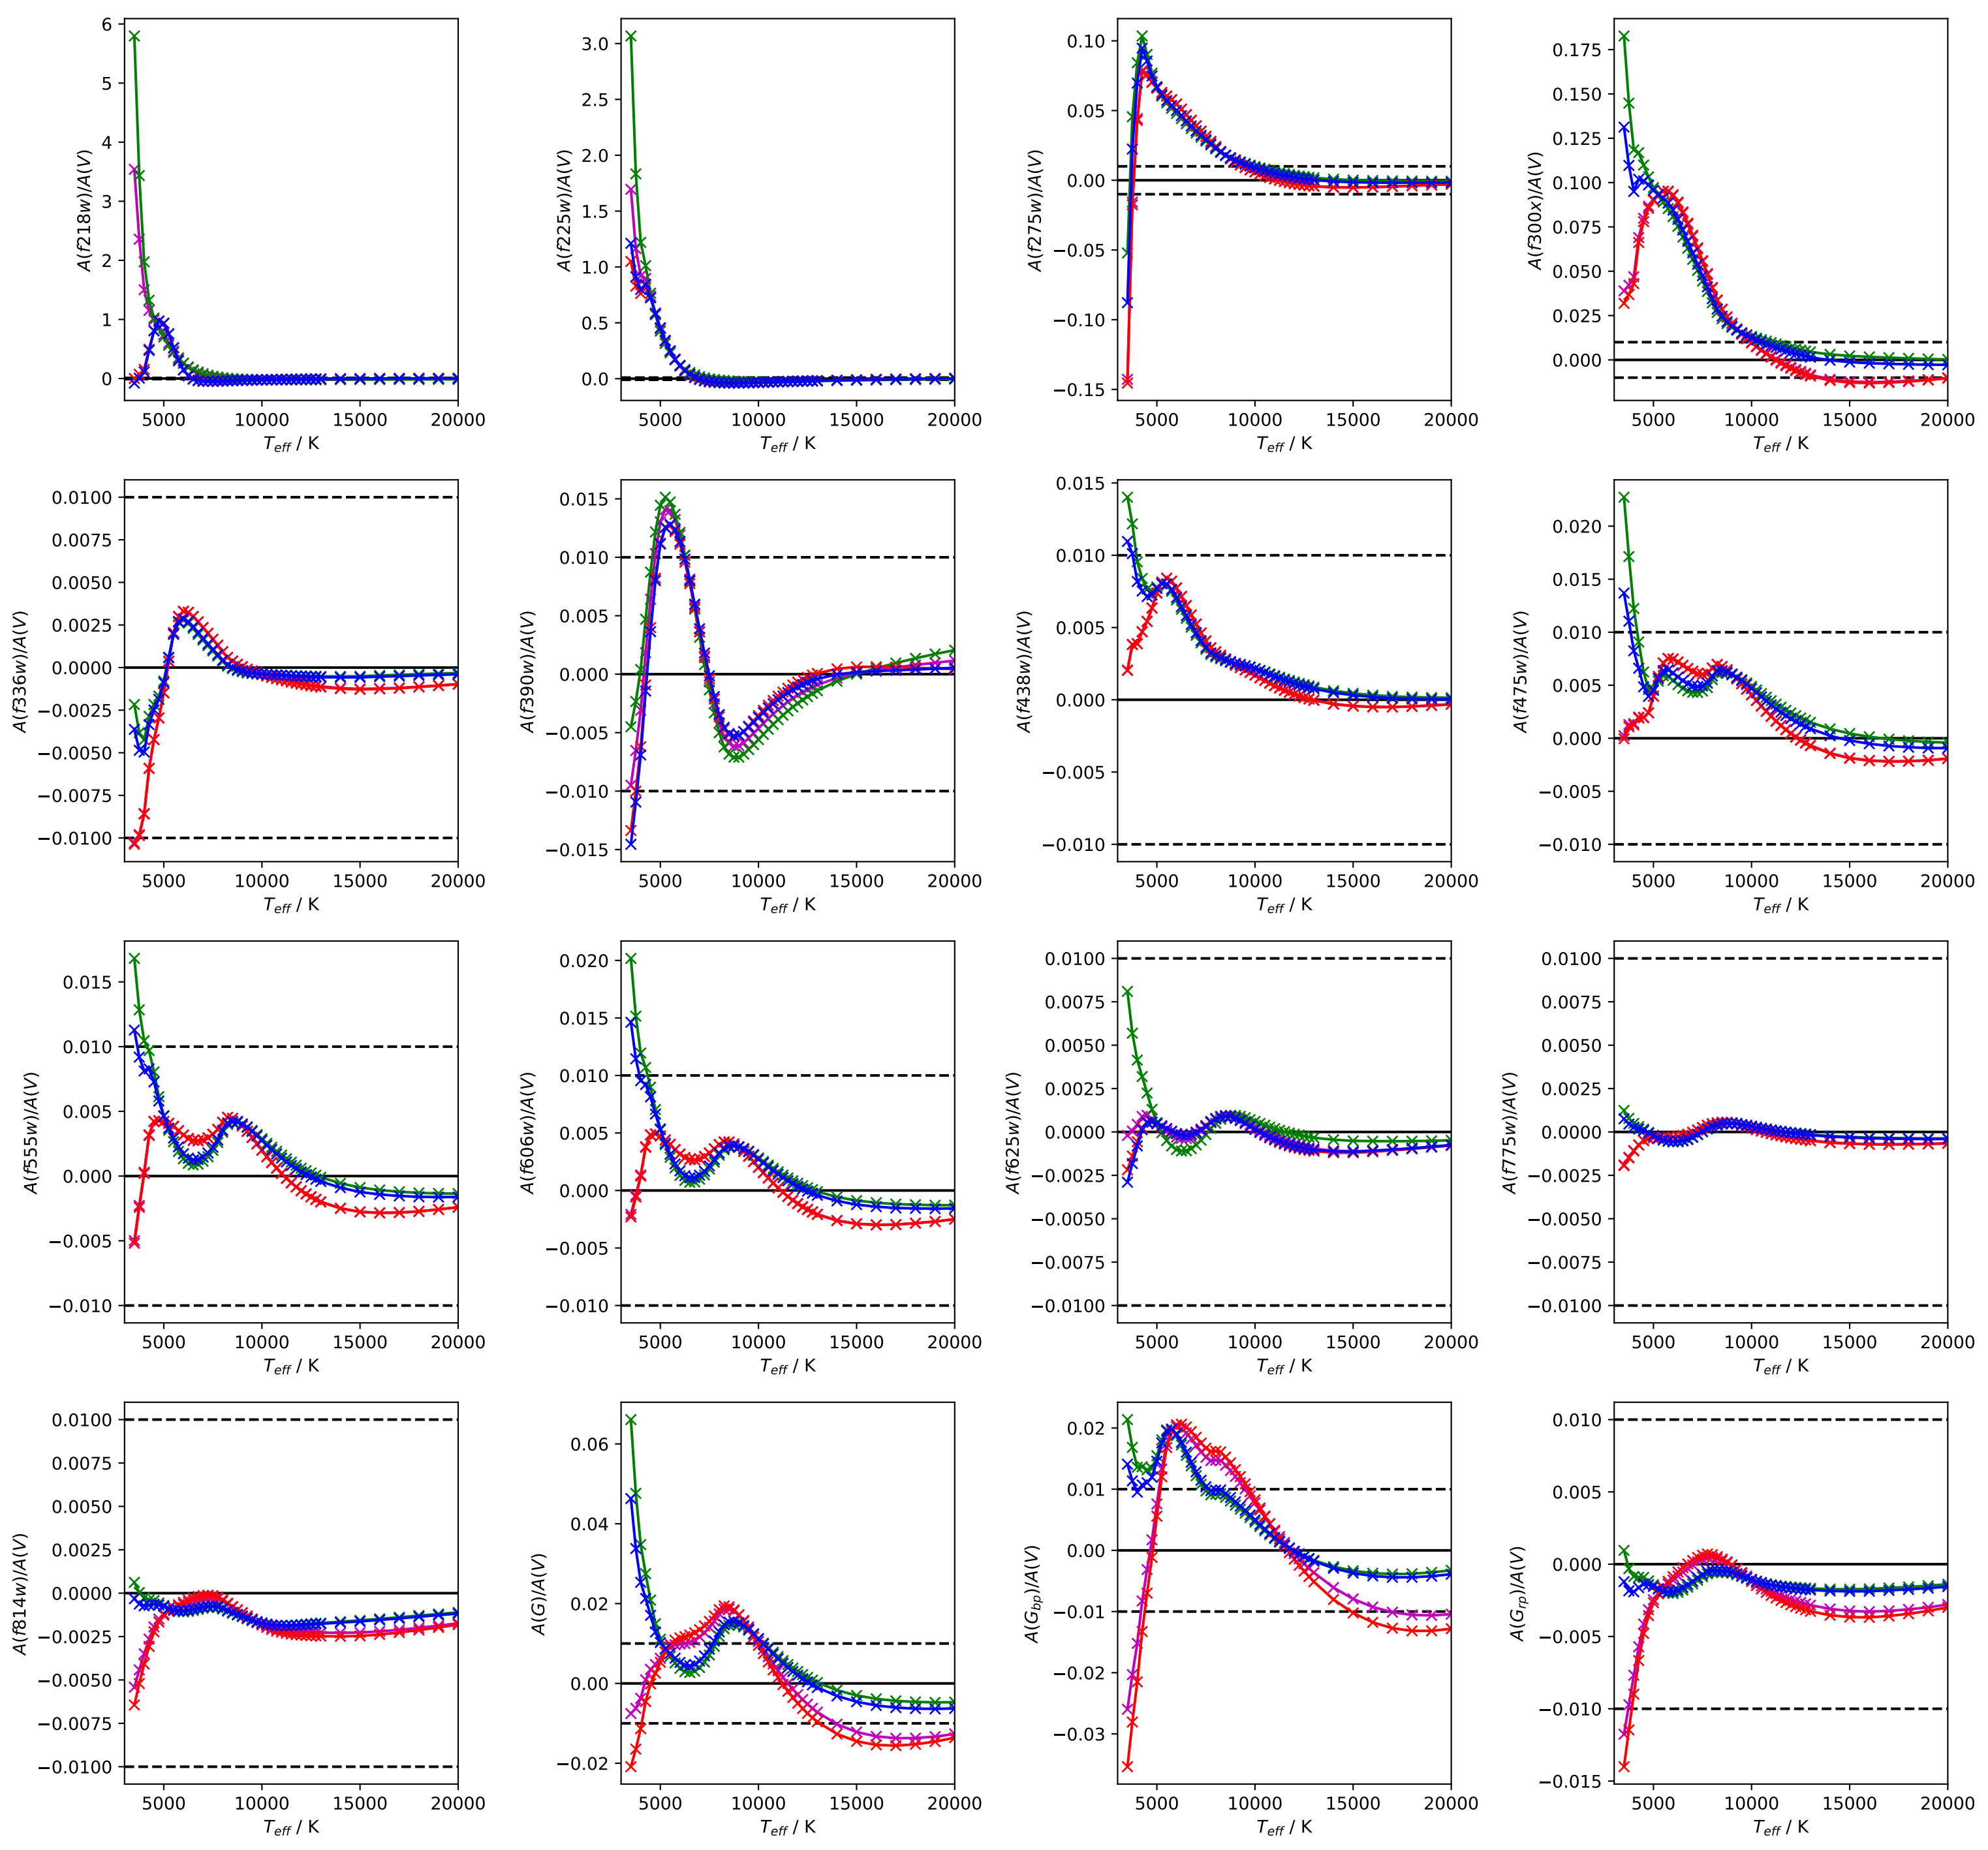 A(f218w)/A(V)
6
5
4
3
2
1
0
5000 10000 15000 20000
T_eff / K
A(f225w)/A(V)
3.0
2.5
2.0
1.5
1.0
0.5
0.0
5000 10000 15000 20000
T_eff / K
A(f275w)/A(V)
0.10
0.05
0.00
−0.05
−0.10
−0.15
5000 10000 15000 20000
T_eff / K
A(f300x)/A(V)
0.175
0.150
0.125
0.100
0.075
0.050
0.025
0.000
5000 10000 15000 20000
T_eff / K
A(f336w)/A(V)
0.0100
0.0075
0.0050
0.0025
0.0000
−0.0025
−0.0050
−0.0075
−0.0100
5000 10000 15000 20000
T_eff / K
A(f390w)/A(V)
0.015
0.010
0.005
0.000
−0.005
−0.010
−0.015
5000 10000 15000 20000
T_eff / K
A(f438w)/A(V)
0.015
0.010
0.005
0.000
−0.005
−0.010
5000 10000 15000 20000
T_eff / K
A(f475w)/A(V)
0.020
0.015
0.010
0.005
0.000
−0.005
−0.010
5000 10000 15000 20000
T_eff / K
A(f555w)/A(V)
0.015
0.010
0.005
0.000
−0.005
−0.010
5000 10000 15000 20000
T_eff / K
A(f606w)/A(V)
0.020
0.015
0.010
0.005
0.000
−0.005
−0.010
5000 10000 15000 20000
T_eff / K
A(f625w)/A(V)
0.0100
0.0075
0.0050
0.0025
0.0000
−0.0025
−0.0050
−0.0075
−0.0100
5000 10000 15000 20000
T_eff / K
A(f775w)/A(V)
0.0100
0.0075
0.0050
0.0025
0.0000
−0.0025
−0.0050
−0.0075
−0.0100
5000 10000 15000 20000
T_eff / K
A(f814w)/A(V)
0.0100
0.0075
0.0050
0.0025
0.0000
−0.0025
−0.0050
−0.0075
−0.0100
5000 10000 15000 20000
T_eff / K
A(G)/A(V)
0.06
0.04
0.02
0.00
−0.02
5000 10000 15000 20000
T_eff / K
A(G_bp)/A(V)
0.02
0.01
0.00
−0.01
−0.02
−0.03
5000 10000 15000 20000
T_eff / K
A(G_rp)/A(V)
0.010
0.005
0.000
−0.005
−0.010
−0.015
5000 10000 15000 20000
T_eff / K